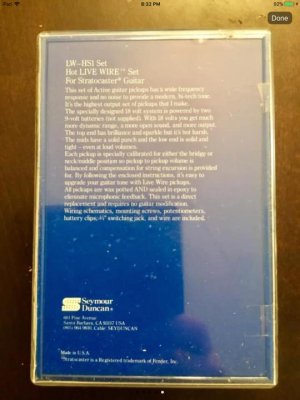 iPad
8:33 PM
92%
Done
LW-HS1 Set
Hot LIVE WIRE™ Set
For Stratocaster® Guitar
This set of Active guitar pickups has a wide frequency
response and no noise to provide a modern, hi-tech tone.
It's the highest output set of pickups that I make.
The specially designed 18 volt system is powered by two
9-volt batteries (not supplied). With 18 volts you get much
more dynamic range, a more open sound, and more output.
The top end has brilliance and sparkle but it's not harsh.
The mids have a solid punch and the low end is solid and
tight – even at loud volumes.
Each pickup is specially calibrated for either the bridge or
neck/middle position so pickup to pickup volume is
balanced and compensation for string excursion is provided
for. By following the enclosed instructions, it's easy to
upgrade your guitar tone with Live Wire pickups.
All pickups are wax potted AND sealed in epoxy to
eliminate microphonic feedback. This set is a direct
replacement and requires no guitar modification.
Wiring schematics, mounting screws, potentiometers,
battery clips, ¼" switching jack, and wire are included.
Seymour
Duncan®
601 Pine Avenue
Santa Barbara, CA 93117 USA
Cable: SEYDUNCAN
Made in U.S.A.
Stratocaster is a Registered trademark of Fender, Inc.